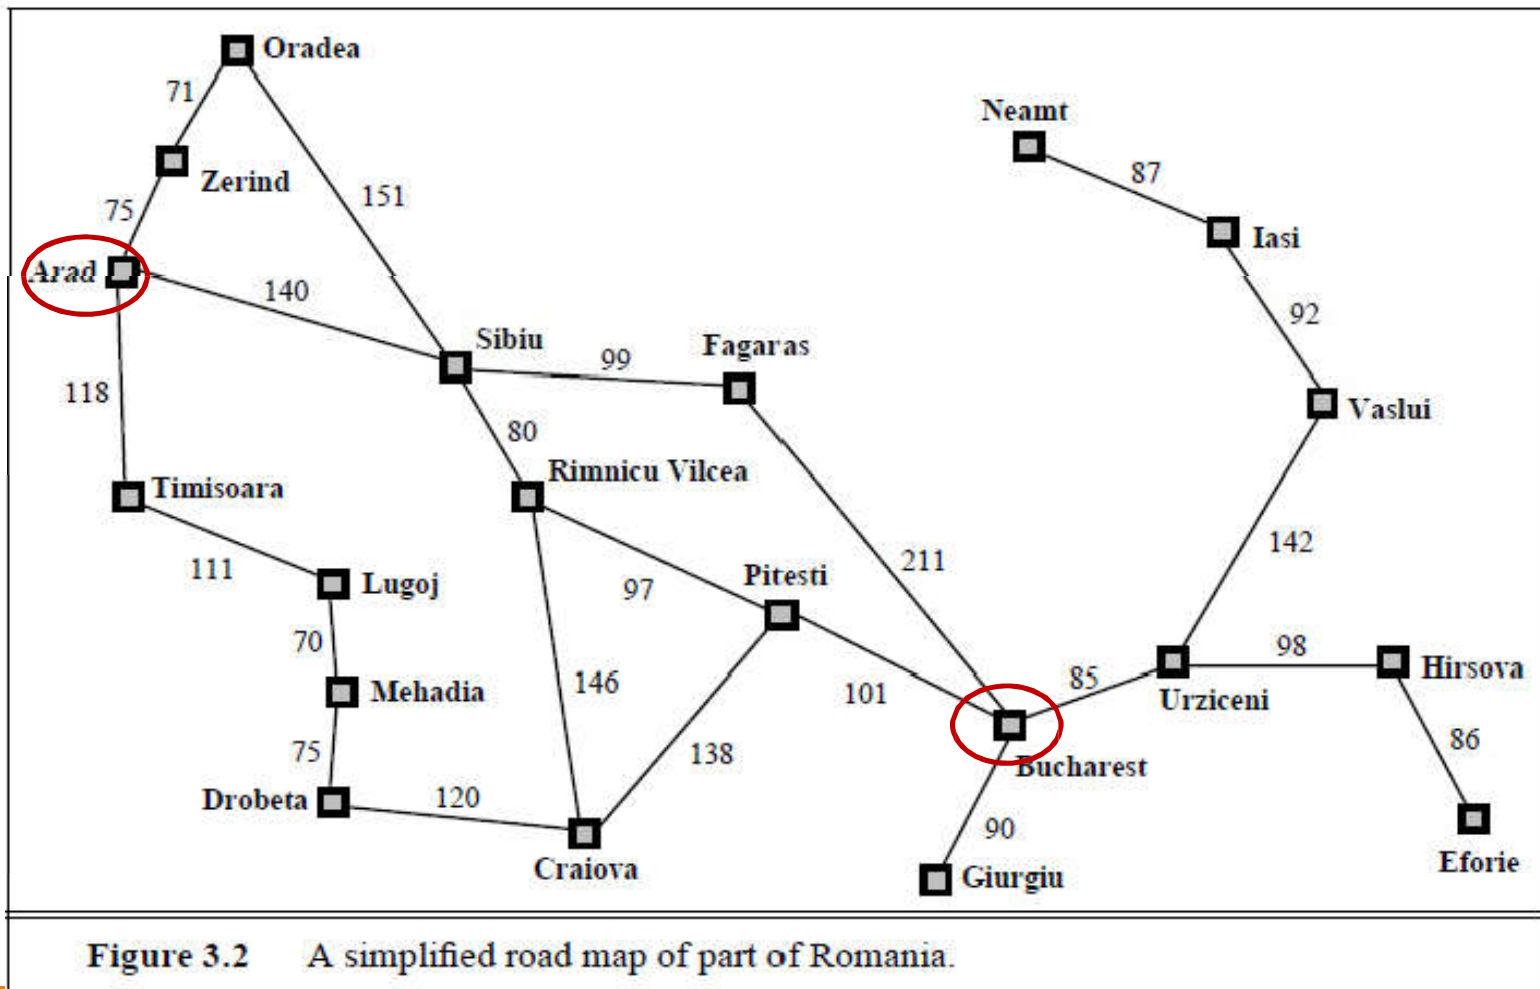 Oradea
71
Neamt
87
Zerind
151
75
Iasi
Arad
140
92
Sibiu
99
Fagaras
118
Vaslui
80
Rimnicu Vilcea
Timisoara
142
211
111
Lugoj
97
Pitesti
70
98
Hirsova
146
101
85
Mehadia
Urziceni
75
138
86
Bucharest
Drobeta
120
90
Craiova
Giurgiu
Eforie
Figure 3.2 A simplified road map of part of Romania.